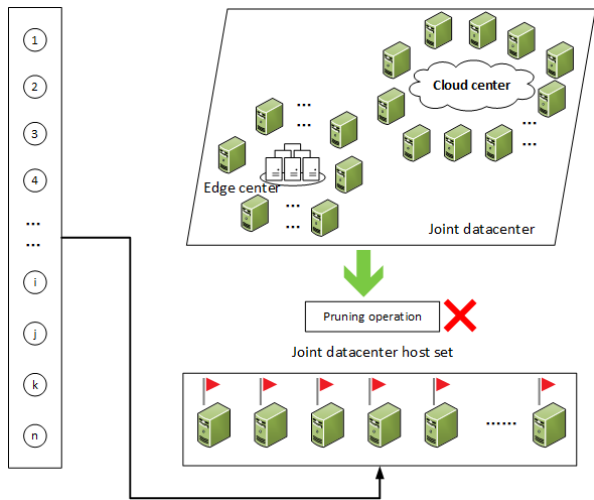 1
2
3
4
...
...
i
j
k
n
Cloud center
...
...
...
...
...
...
Edge center
...
...
Joint datacenter
Pruning operation
Joint datacenter host set
......